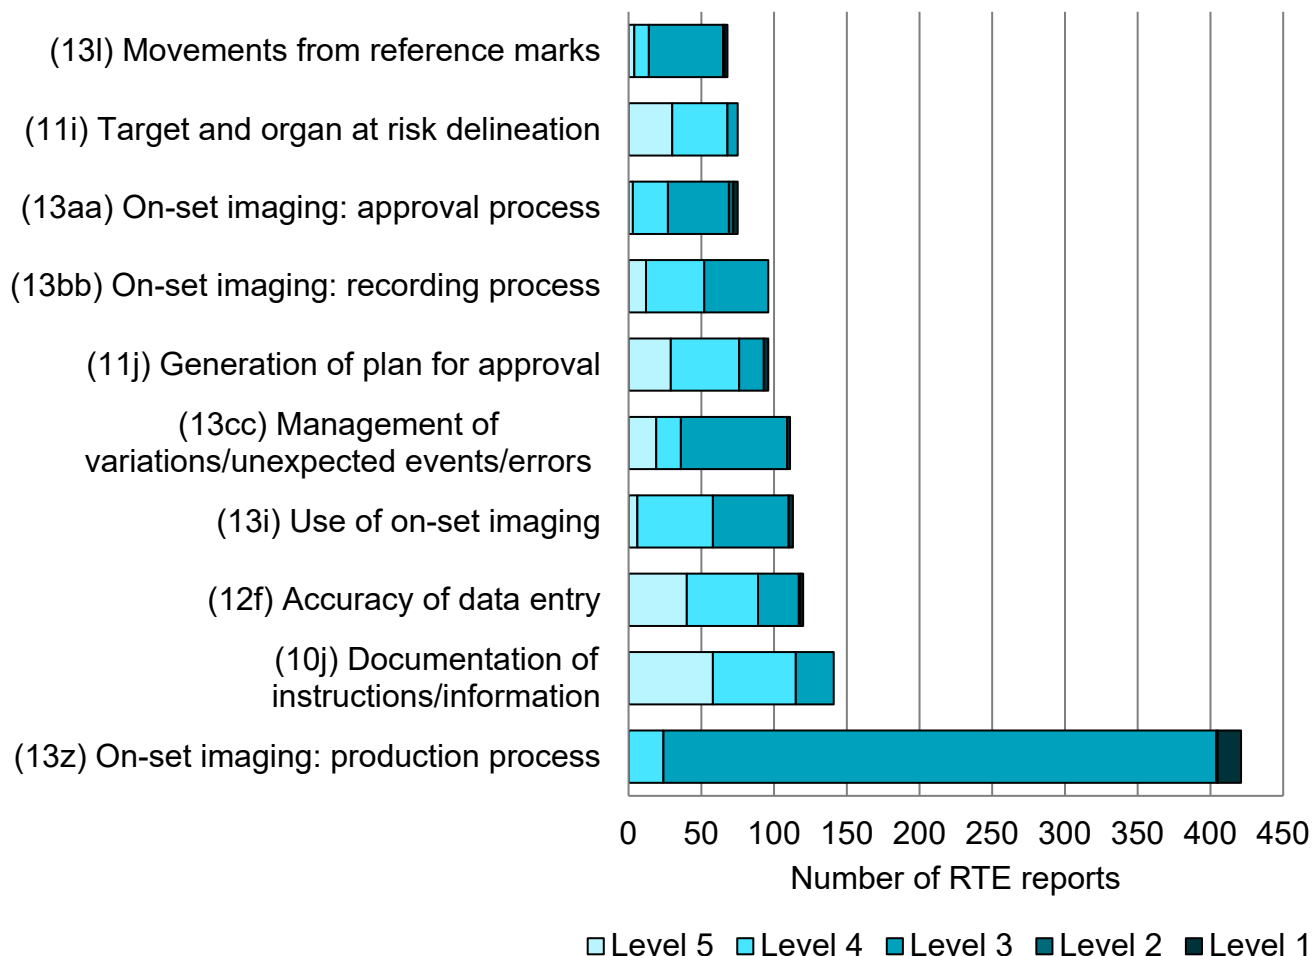 (13l) Movements from reference marks
(11i) Target and organ at risk delineation
(13aa) On-set imaging: approval process
(13bb) On-set imaging: recording process
(11j) Generation of plan for approval
(13cc) Management of
variations/unexpected events/errors
(13i) Use of on-set imaging
(12f) Accuracy of data entry
(10j) Documentation of
instructions/information
(13z) On-set imaging: production process
0 50 100 150 200 250 300 350 400 450
Number of RTE reports
Level 5 Level 4 Level 3 Level 2 Level 1